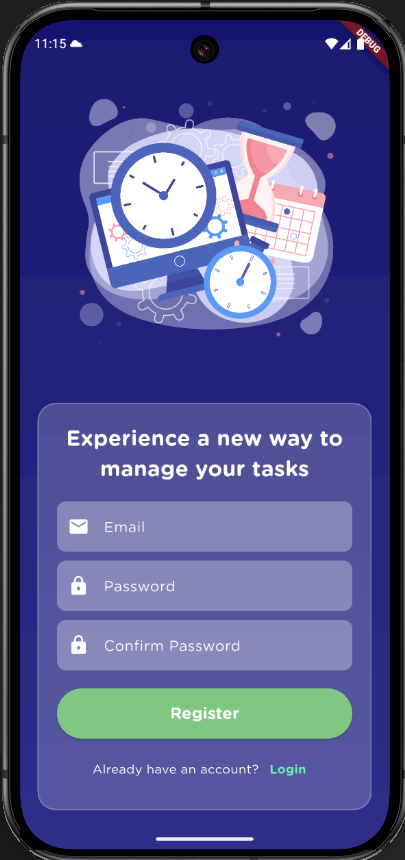 11:15
DEBUG
Experience a new way to
manage your tasks
Email
Password
Confirm Password
Register
Already have an account? Login